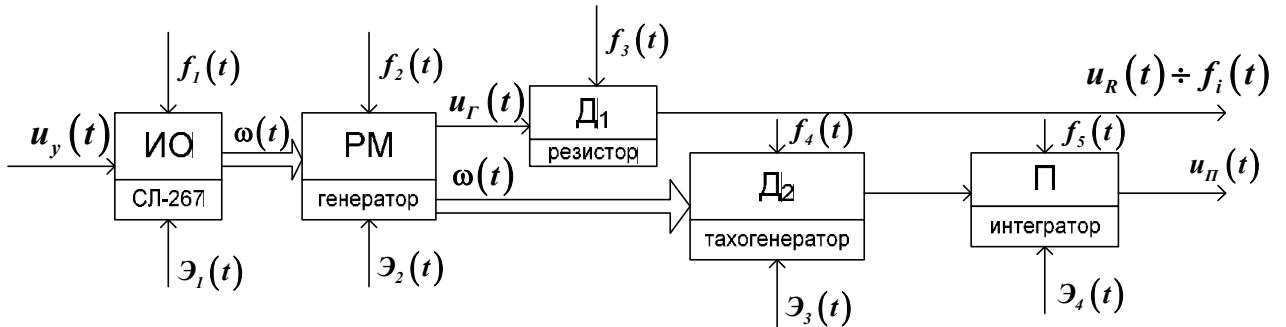 f₃(t)
f₁(t)
f₂(t)
u_R(t)÷f_i(t)
u_Г(t)
Д₁
u_у(t)
ИО
ω(t)
РМ
f₄(t)
f₅(t)
резистор
ω(t)
Д₂
П
u_П(t)
СЛ-267
генератор
тахогенератор
интегратор
Э₁(t)
Э₂(t)
Э₃(t)
Э₄(t)